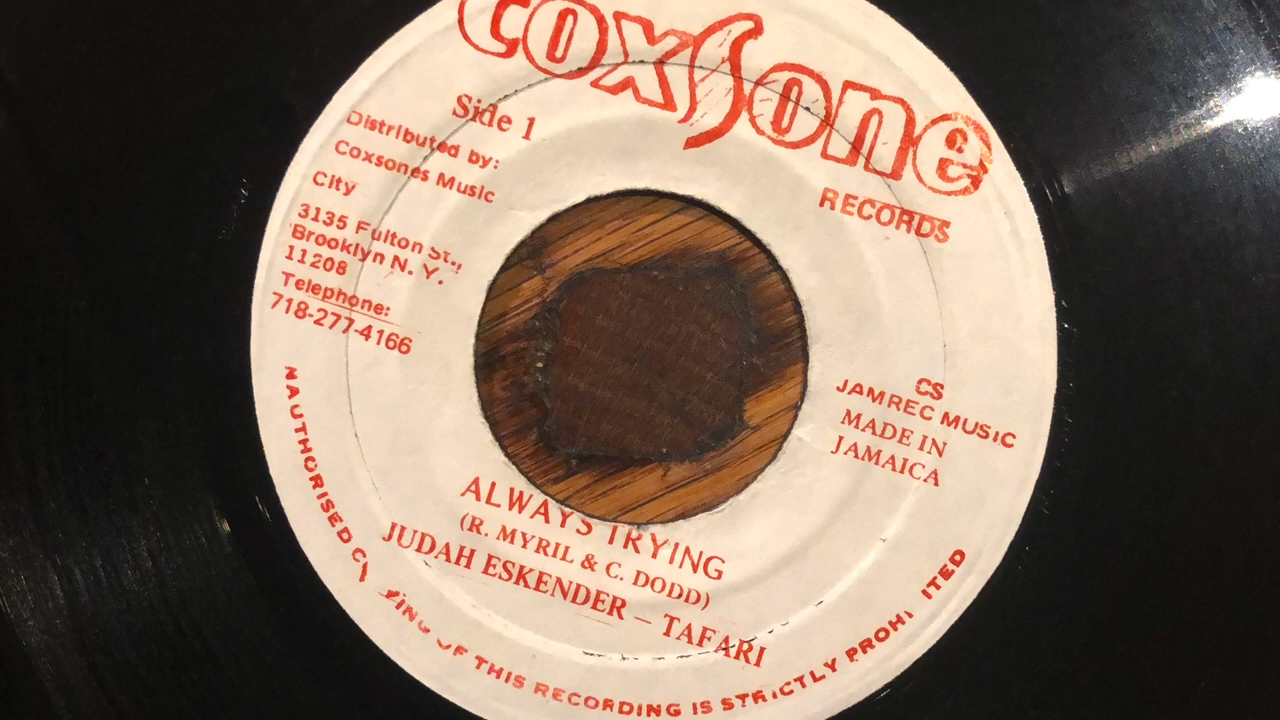 coxsone
RECORDS
Side 1
Distributed by:
Coxsones Music
City
3135 Fulton St.,
Brooklyn N. Y.
11208
Telephone:
718-277-4166
CS
JAMREC MUSIC
MADE IN
JAMAICA
ALWAYS TRYING
(R. MYRIL & C. DODD)
JUDAH ESKENDER – TAFARI
NAUTHORISED OF THIS RECORDING IS STRICTLY PROHI ITED